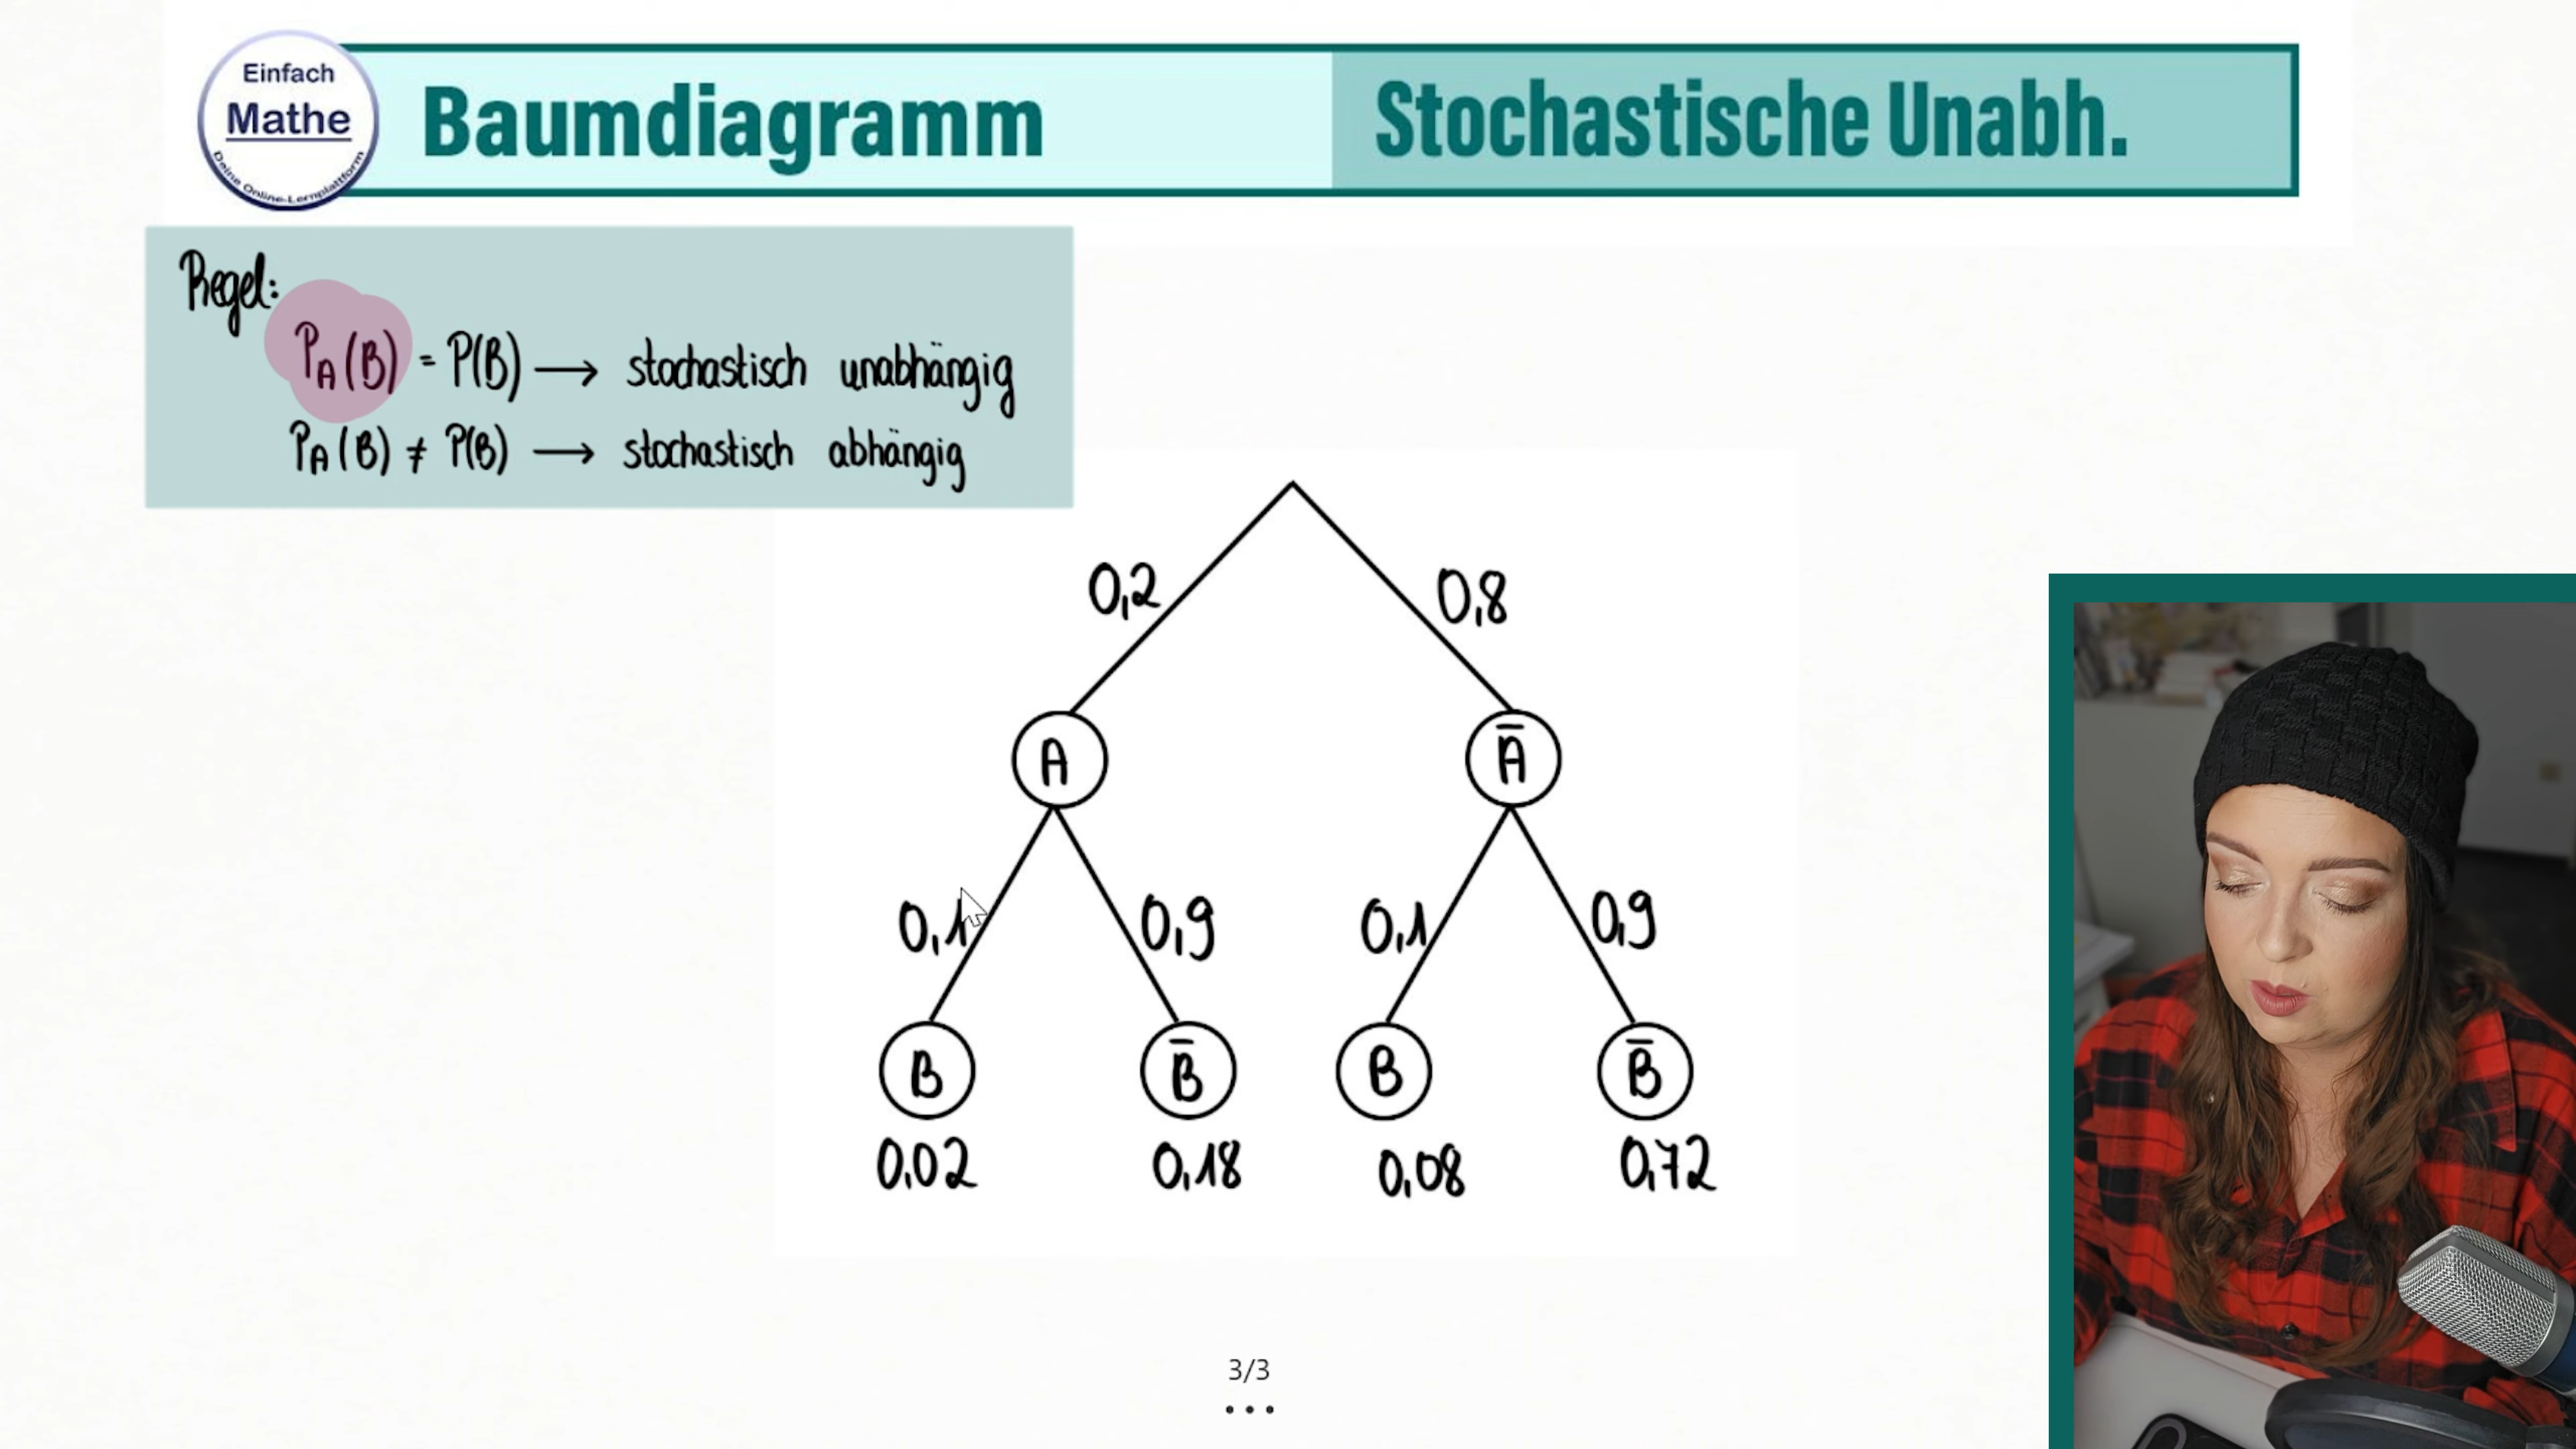 Einfach
Mathe
Deine Online-Lernplattform
Baumdiagramm
Stochastische Unabh.
Regel:
P_A(B) = P(B) → stochastisch unabhängig
P_A(B) ≠ P(B) → stochastisch abhängig
0,2
0,8
A
A̅
0,1
0,9
0,1
0,9
B
B̅
B
B̅
0,02
0,18
0,08
0,72
3/3